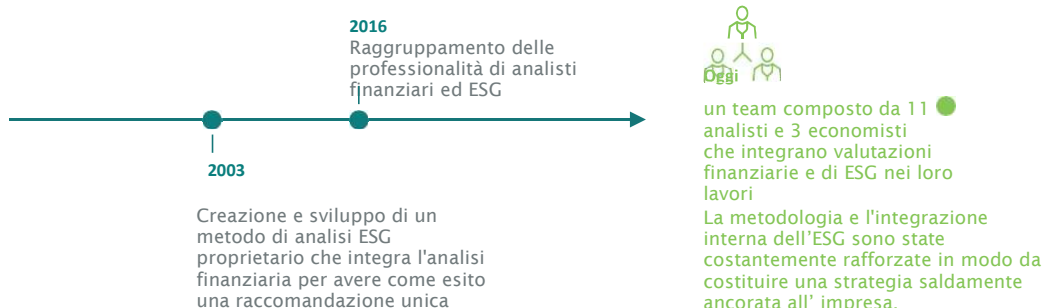 2016
Raggruppamento delle
professionalità di analisti
finanziari ed ESG
2003
Creazione e sviluppo di un
metodo di analisi ESG
proprietario che integra l'analisi
finanziaria per avere come esito
una raccomandazione unica
Oggi
un team composto da 11
analisti e 3 economisti
che integrano valutazioni
finanziarie e di ESG nei loro
lavori
La metodologia e l'integrazione
interna dell’ESG sono state
costantemente rafforzate in modo da
costituire una strategia saldamente
ancorata all’ impresa.